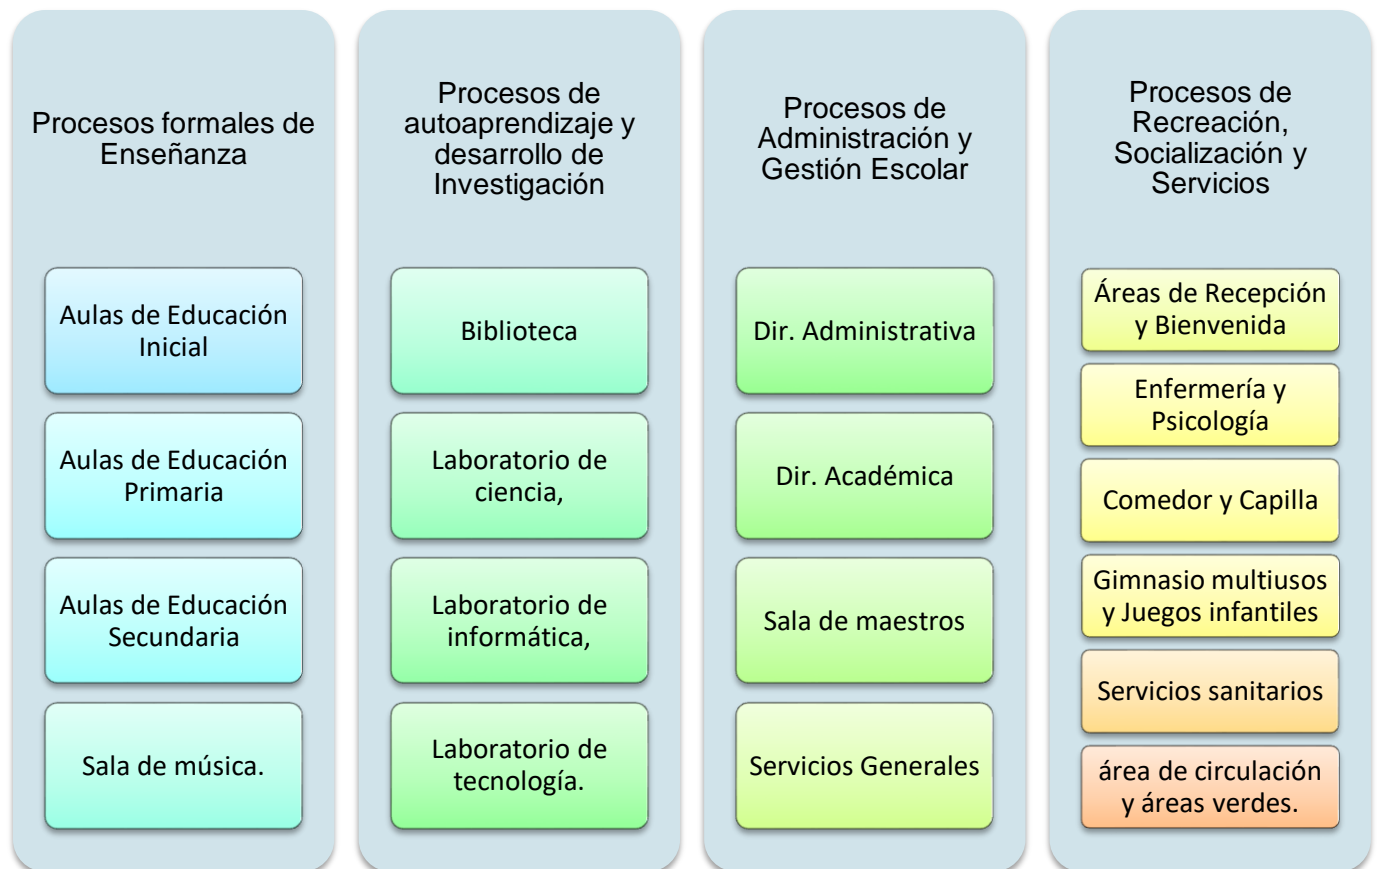 Procesos formales de
Enseñanza
Aulas de Educación
Inicial
Aulas de Educación
Primaria
Aulas de Educación
Secundaria
Sala de música.
Procesos de
autoaprendizaje y
desarrollo de
Investigación
Biblioteca
Laboratorio de
ciencia,
Laboratorio de
informática,
Laboratorio de
tecnología.
Procesos de
Administración y
Gestión Escolar
Dir. Administrativa
Dir. Académica
Sala de maestros
Servicios Generales
Procesos de
Recreación,
Socialización y
Servicios
Áreas de Recepción
y Bienvenida
Enfermería y
Psicología
Comedor y Capilla
Gimnasio multiusos
y Juegos infantiles
Servicios sanitarios
área de circulación
y áreas verdes.